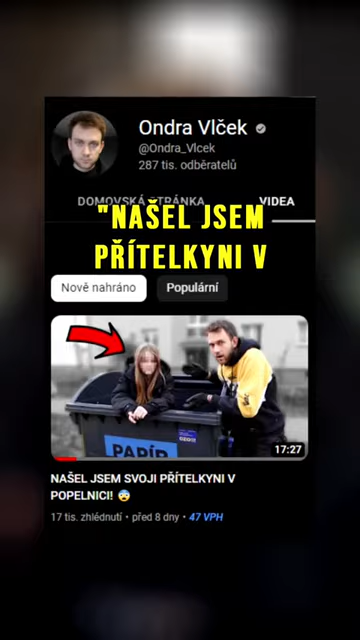 Ondra Vlček
@Ondra_Vlcek
287 tis. odběratelů
DOMOVSKÁ STRÁNKA VIDEA
"NAŠEL JSEM
PŘÍTELKYNI V
Nově nahráno Populární
PAPÍR
17:27
NAŠEL JSEM SVOJI PŘÍTELKYNI V
POPELNICI! 😨
17 tis. zhlédnutí • před 8 dny • 47 VPH